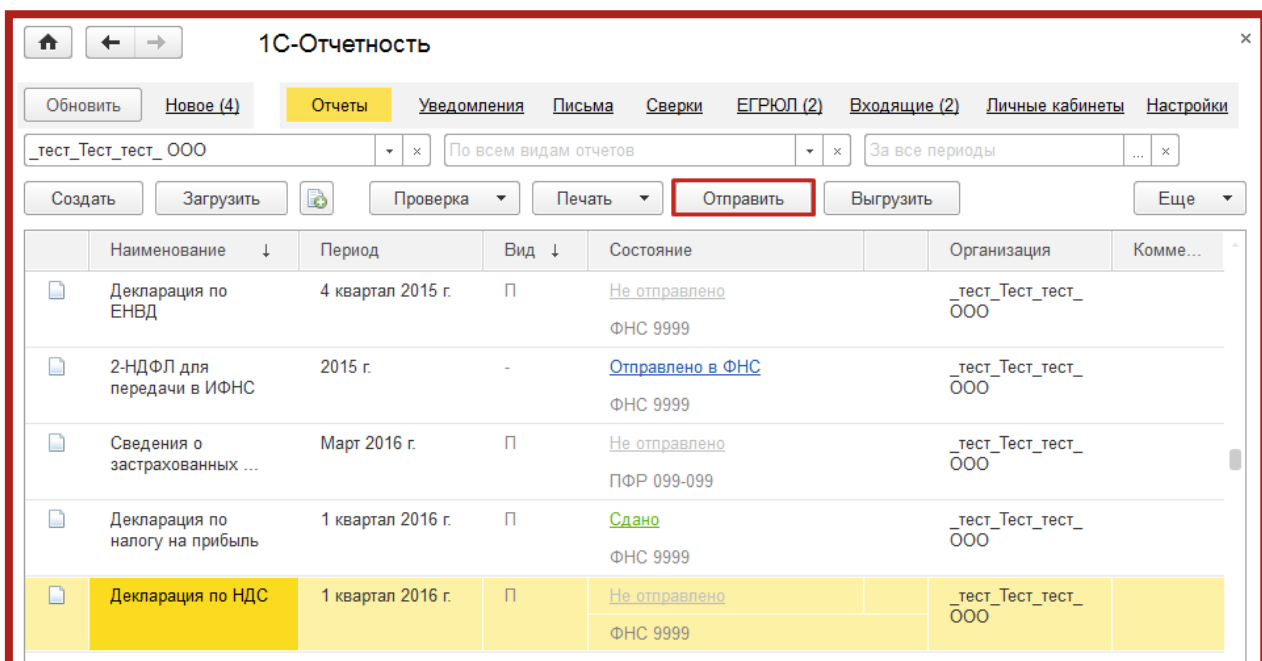 1С-Отчетность
Обновить Новое (4) Отчеты Уведомления Письма Сверки ЕГРЮЛ (2) Входящие (2) Личные кабинеты Настройки
_тест_Тест_тест_ ООО По всем видам отчетов За все периоды ...
Создать Загрузить Проверка Печать Отправить Выгрузить Еще
Наименование ↓ Период Вид ↓ Состояние Организация Комме...
Декларация по 4 квартал 2015 г. П Не отправлено _тест_Тест_тест_
ЕНВД ООО
ФНС 9999
2-НДФЛ для 2015 г. - Отправлено в ФНС _тест_Тест_тест_
передачи в ИФНС ООО
ФНС 9999
Сведения о Март 2016 г. П Не отправлено _тест_Тест_тест_
застрахованных ... ООО
ПФР 099-099
Декларация по 1 квартал 2016 г. П Сдано _тест_Тест_тест_
налогу на прибыль ООО
ФНС 9999
Декларация по НДС 1 квартал 2016 г. П Не отправлено _тест_Тест_тест_
ООО
ФНС 9999